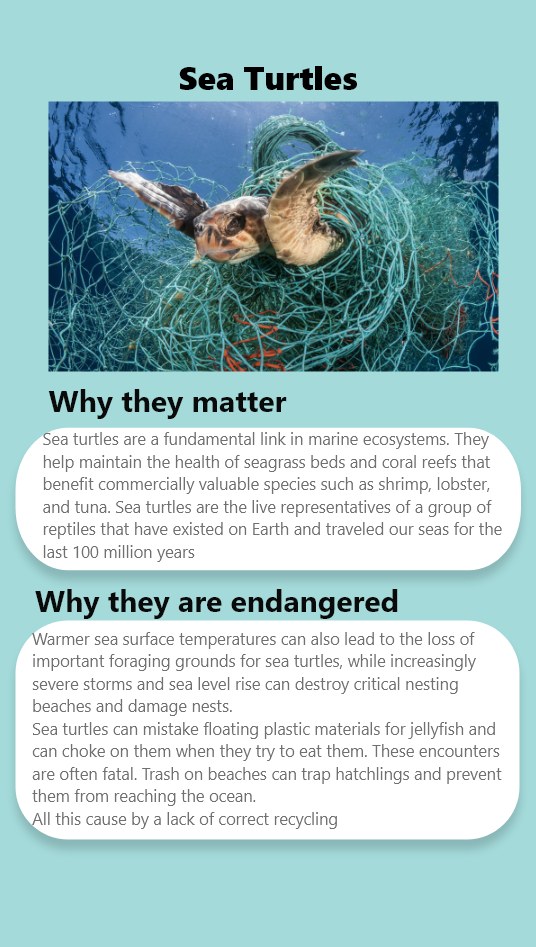 Sea Turtles
Why they matter
Sea turtles are a fundamental link in marine ecosystems. They
help maintain the health of seagrass beds and coral reefs that
benefit commercially valuable species such as shrimp, lobster,
and tuna. Sea turtles are the live representatives of a group of
reptiles that have existed on Earth and traveled our seas for the
last 100 million years
Why they are endangered
Warmer sea surface temperatures can also lead to the loss of
important foraging grounds for sea turtles, while increasingly
severe storms and sea level rise can destroy critical nesting
beaches and damage nests.
Sea turtles can mistake floating plastic materials for jellyfish and
can choke on them when they try to eat them. These encounters
are often fatal. Trash on beaches can trap hatchlings and prevent
them from reaching the ocean.
All this cause by a lack of correct recycling